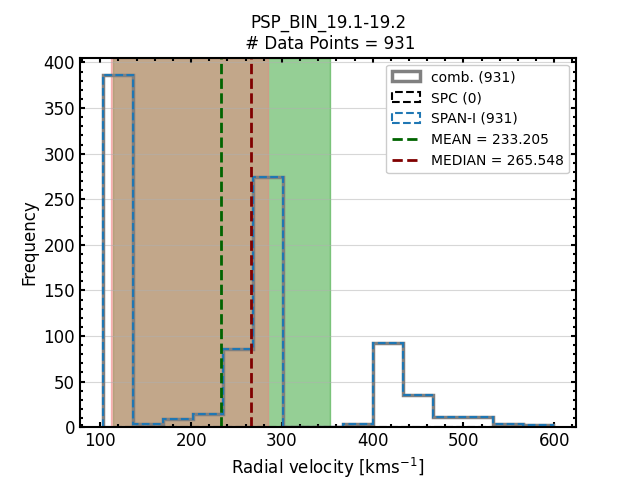 PSP_BIN_19.1-19.2
# Data Points = 931
400
350
300
250
200
150
100
50
0
Frequency
comb. (931)
SPC (0)
SPAN-I (931)
MEAN = 233.205
MEDIAN = 265.548
100 200 300 400 500 600
Radial velocity [kms⁻¹]